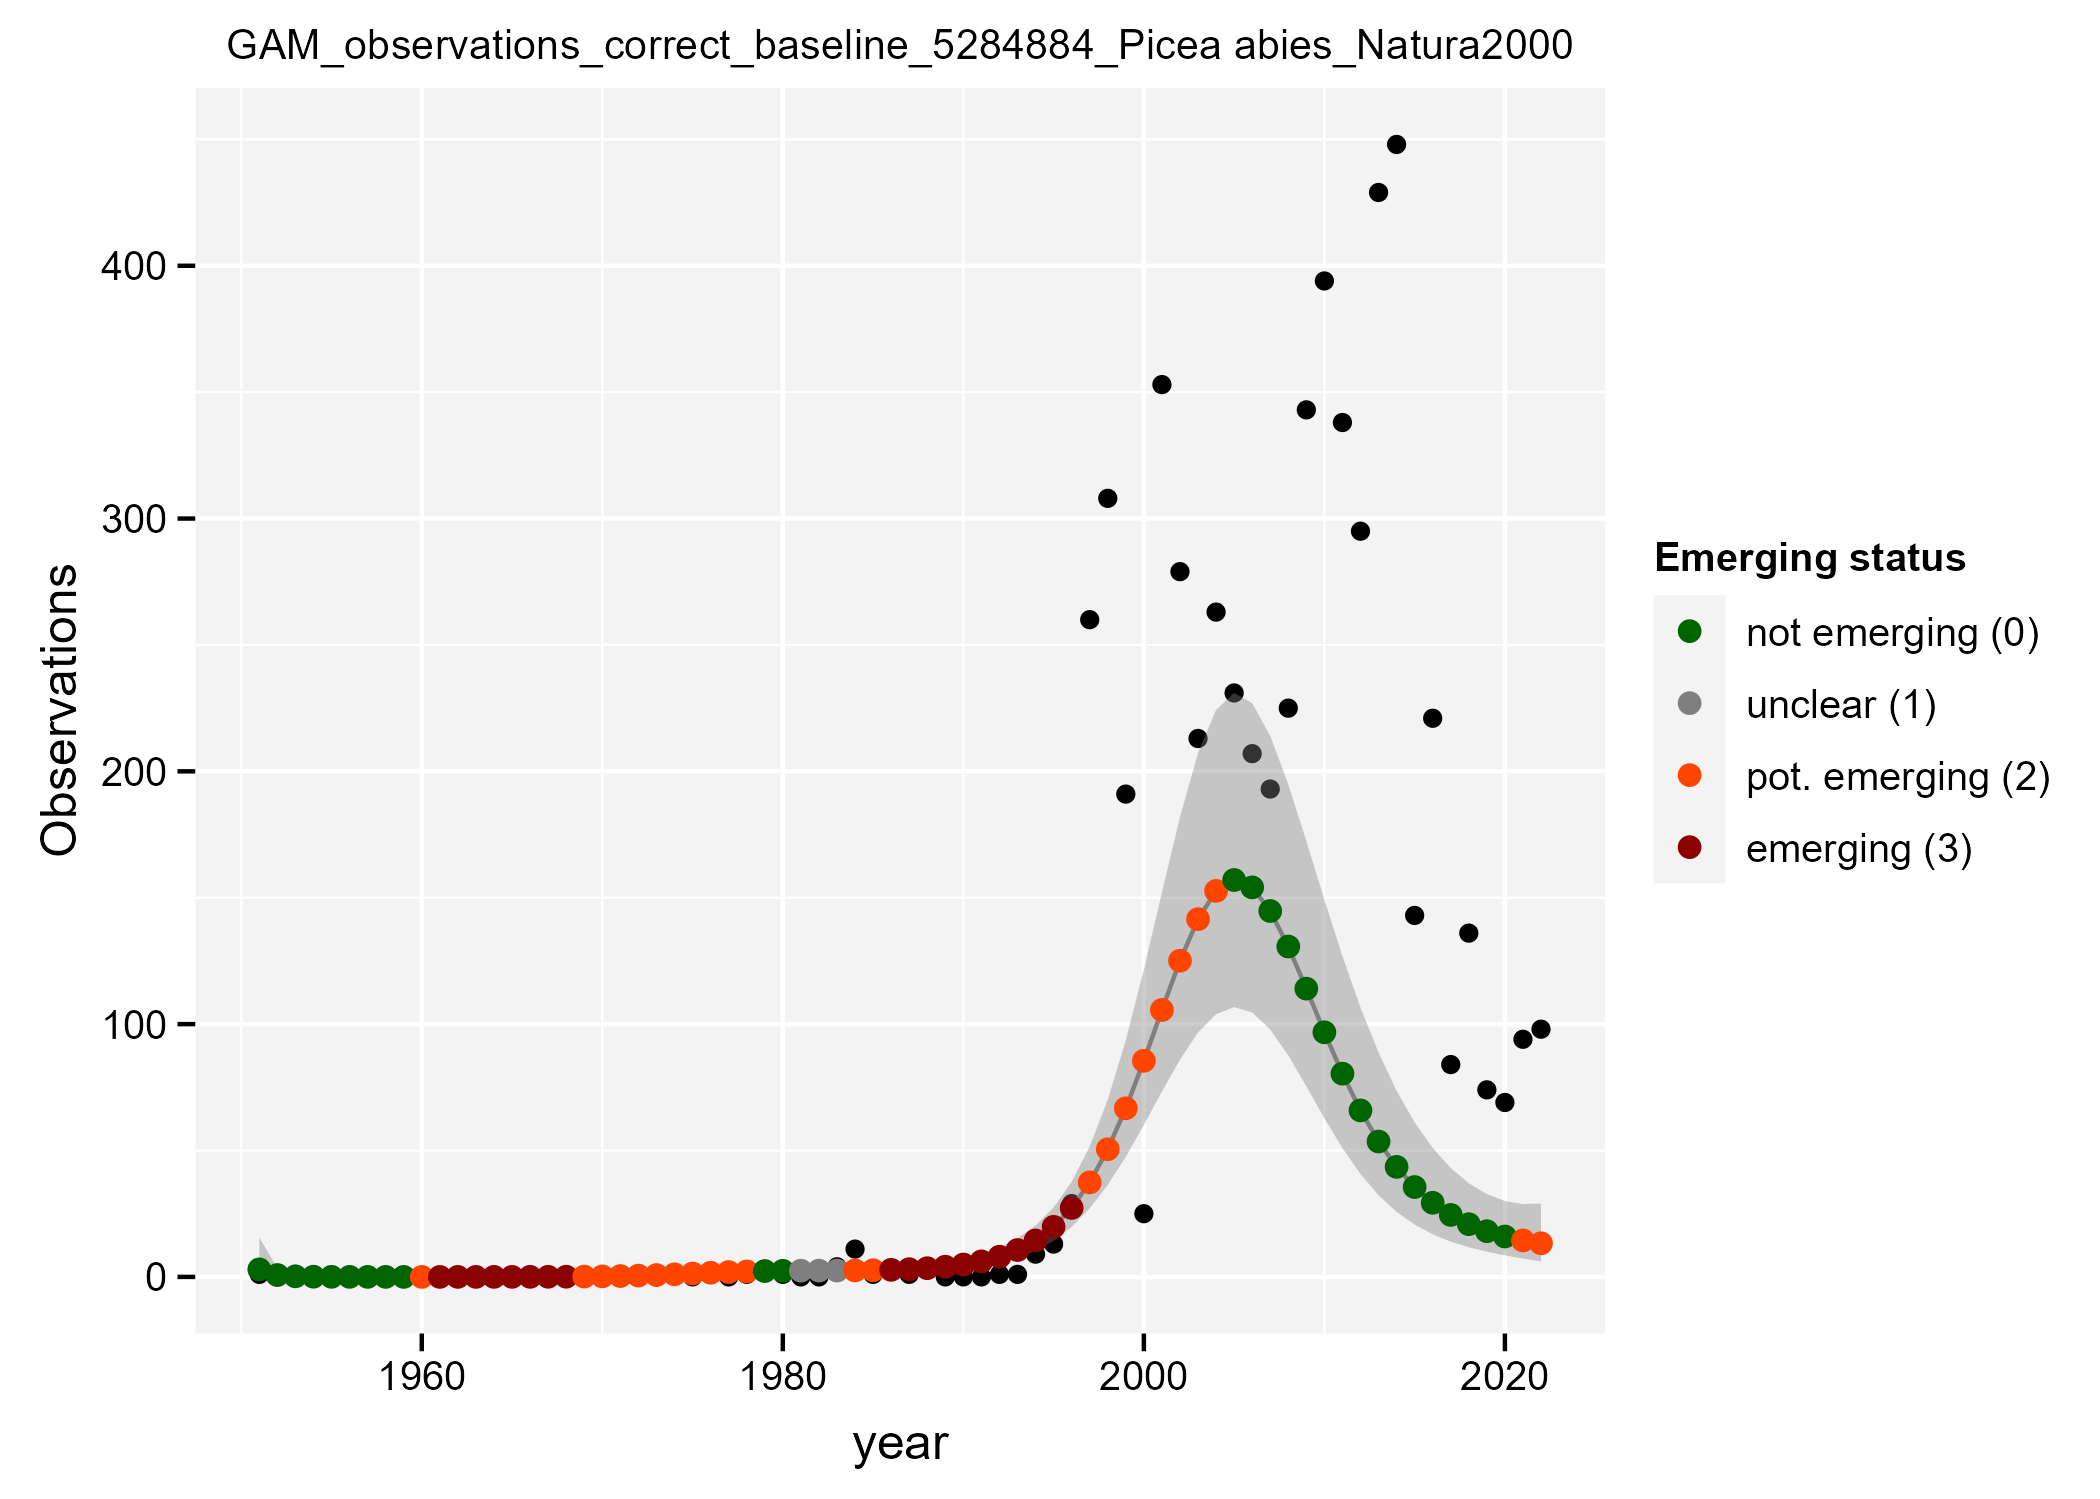 GAM_observations_correct_baseline_5284884_Picea abies_Natura2000
Observations
400
300
200
100
0
1960
1980
2000
2020
year
Emerging status
not emerging (0)
unclear (1)
pot. emerging (2)
emerging (3)